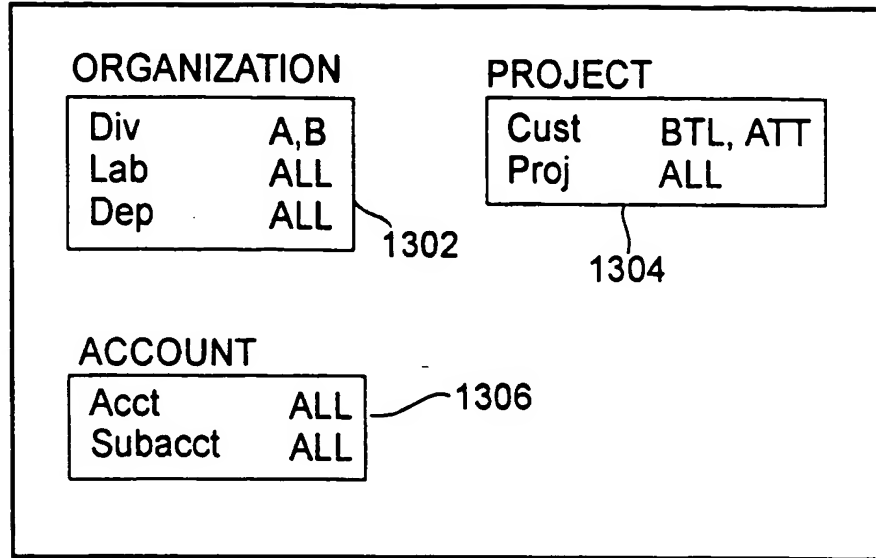 ORGANIZATION
Div A,B
Lab ALL
Dep ALL
1302
PROJECT
Cust BTL, ATT
Proj ALL
1304
ACCOUNT
Acct ALL
Subacct ALL
1306